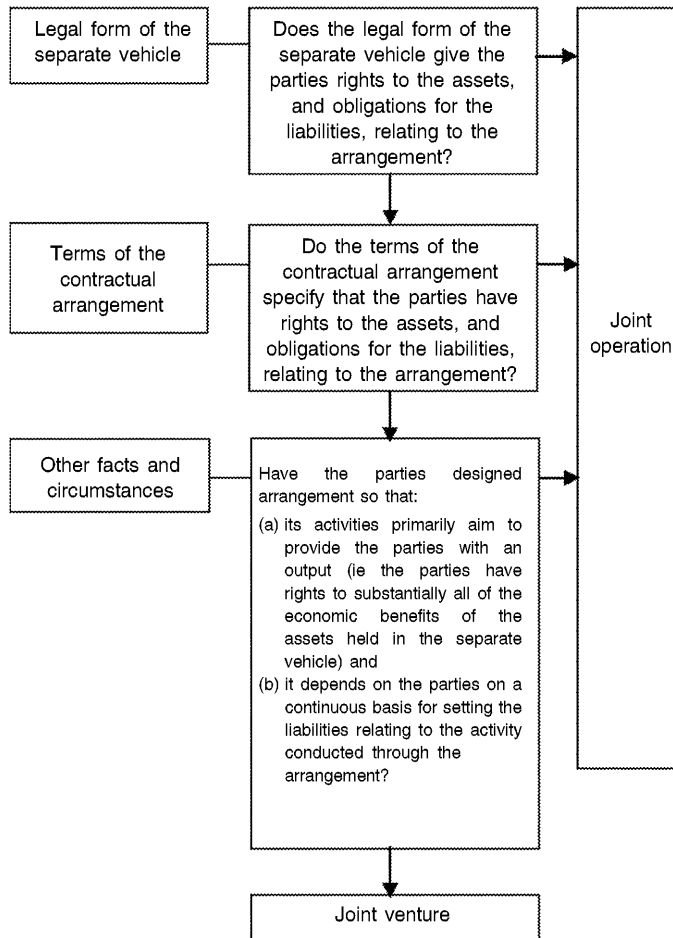 Legal form of the
separate vehicle
Does the legal form of
the separate vehicle give the
parties rights to the assets,
and obligations for the
liabilities, relating to the
arrangement?
Terms of the
contractual
arrangement
Do the terms of the
contractual arrangement
specify that the parties have
rights to the assets, and
obligations for the liabilities,
relating to the arrangement?
Joint
operation
Other facts and
circumstances
Have the parties designed
arrangement so that:
(a) its activities primarily aim to
provide the parties with an
output (ie the parties have
rights to substantially all of the
economic benefits of the
assets held in the separate
vehicle) and
(b) it depends on the parties on a
continuous basis for setting the
liabilities relating to the activity
conducted through the
arrangement?
Joint venture